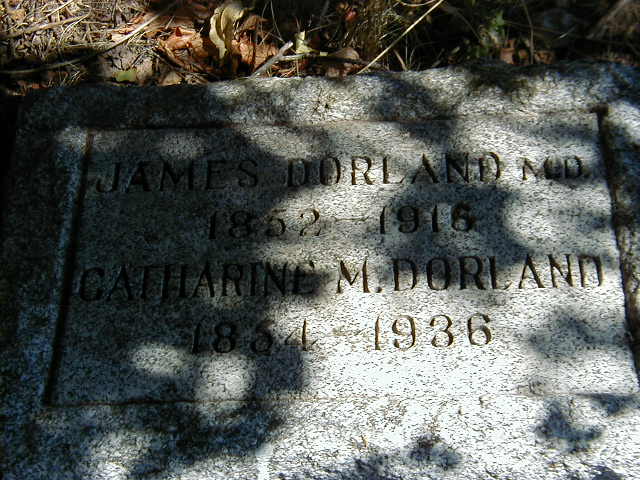 JAMES DORLAND M.D.
1852 - 1916
CATHARINE M. DORLAND
1854 - 1936